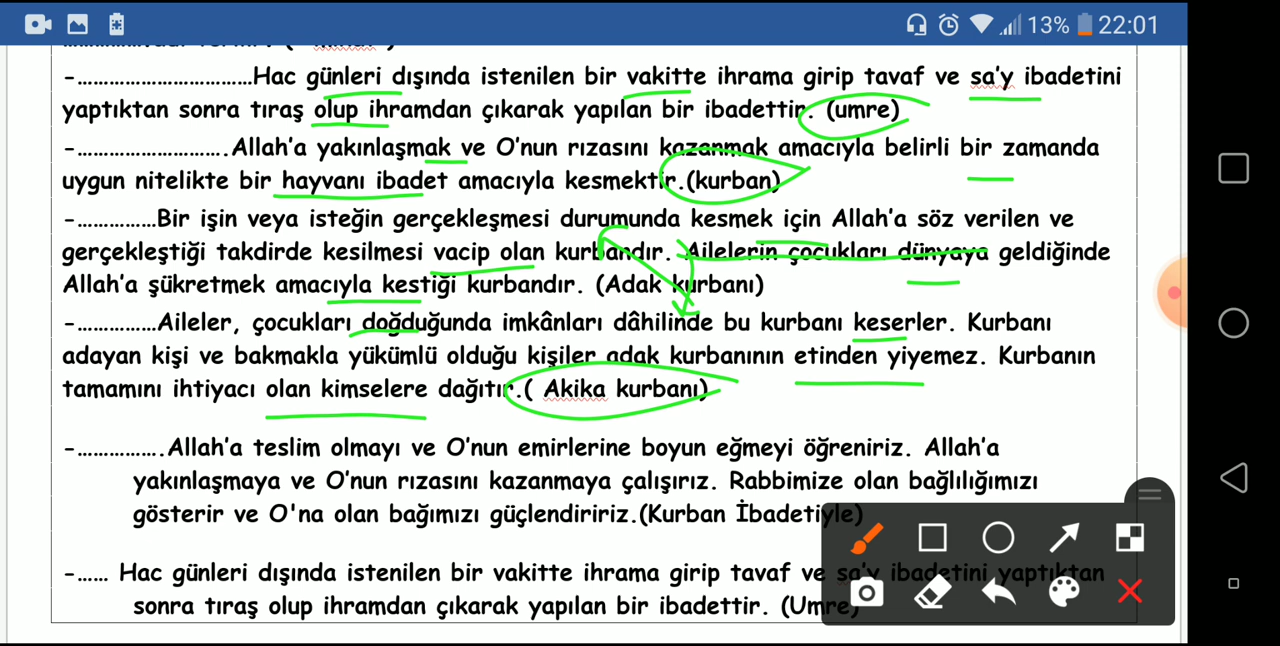 13% 22:01
-……………………………Hac günleri dışında istenilen bir vakitte ihrama girip tavaf ve sa’y ibadetini
yaptıktan sonra tıraş olup ihramdan çıkarak yapılan bir ibadettir. (umre)
-……………………….Allah’a yakınlaşmak ve O’nun rızasını kazanmak amacıyla belirli bir zamanda
uygun nitelikte bir hayvanı ibadet amacıyla kesmektir.(kurban)
-……………Bir işin veya isteğin gerçekleşmesi durumunda kesmek için Allah’a söz verilen ve
gerçekleştiği takdirde kesilmesi vacip olan kurbandır. Ailelerin çocukları dünyaya geldiğinde
Allah’a şükretmek amacıyla kestiği kurbandır. (Adak kurbanı)
-……………Aileler, çocukları doğduğunda imkânları dâhilinde bu kurbanı keserler. Kurbanı
adayan kişi ve bakmakla yükümlü olduğu kişiler adak kurbanının etinden yiyemez. Kurbanın
tamamını ihtiyacı olan kimselere dağıtır.( Akika kurbanı)
-…………….Allah’a teslim olmayı ve O’nun emirlerine boyun eğmeyi öğreniriz. Allah’a
yakınlaşmaya ve O’nun rızasını kazanmaya çalışırız. Rabbimize olan bağlılığımızı
gösterir ve O'na olan bağımızı güçlendiririz.(Kurban İbadetiyle)
-…… Hac günleri dışında istenilen bir vakitte ihrama girip tavaf ve sa’y ibadetini yaptıktan
sonra tıraş olup ihramdan çıkarak yapılan bir ibadettir. (Umre)